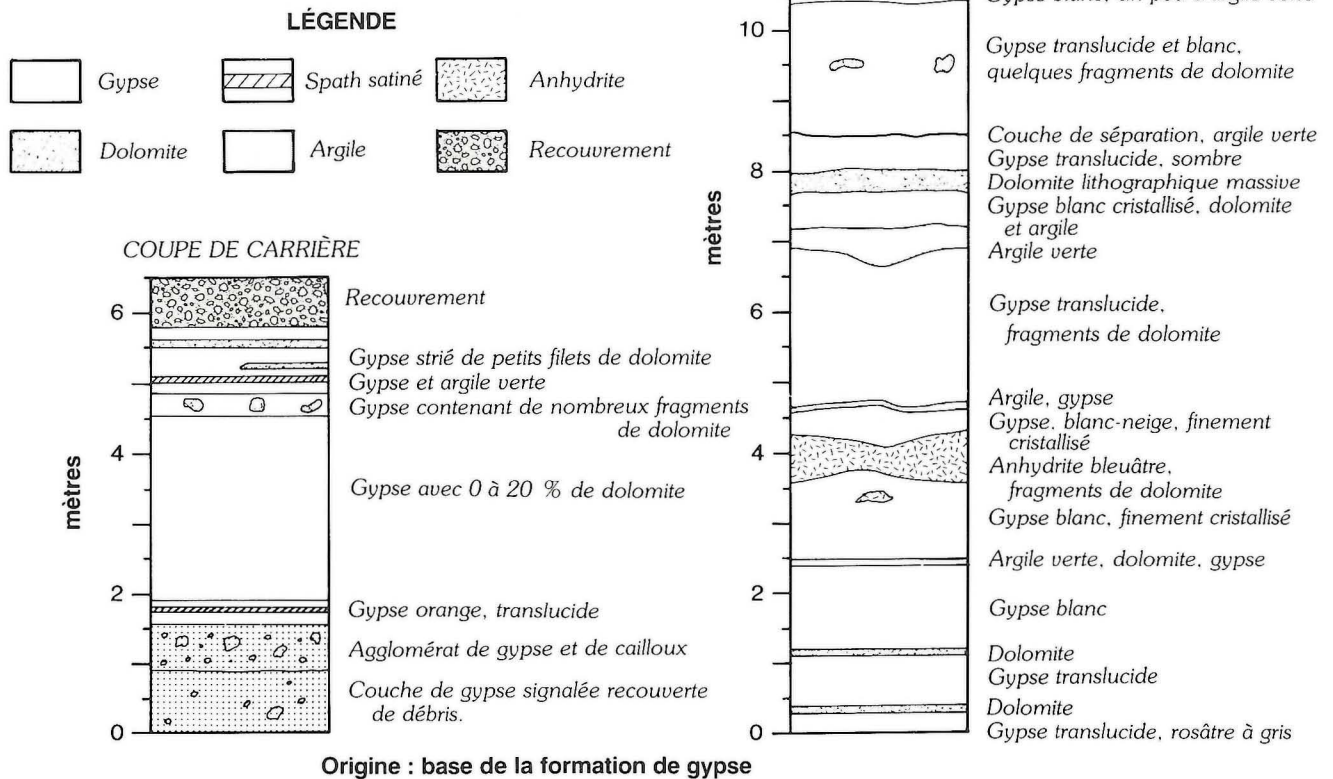 LÉGENDE
Gypse
Spath satiné
Anhydrite
Dolomite
Argile
Recouvrement
COUPE DE CARRIÈRE
mètres
6
4
2
0
Recouvrement
Gypse strié de petits filets de dolomite
Gypse et argile verte
Gypse contenant de nombreux fragments
de dolomite
Gypse avec 0 à 20 % de dolomite
Gypse orange, translucide
Agglomérat de gypse et de cailloux
Couche de gypse signalée recouverte
de débris.
mètres
10
8
6
4
2
0
Gypse translucide et blanc,
quelques fragments de dolomite
Couche de séparation, argile verte
Gypse translucide, sombre
Dolomite lithographique massive
Gypse blanc cristallisé, dolomite
et argile
Argile verte
Gypse translucide,
fragments de dolomite
Argile, gypse
Gypse. blanc-neige, finement
cristallisé
Anhydrite bleuâtre,
fragments de dolomite
Gypse blanc, finement cristallisé
Argile verte, dolomite, gypse
Gypse blanc
Dolomite
Gypse translucide
Dolomite
Gypse translucide, rosâtre à gris
Origine : base de la formation de gypse